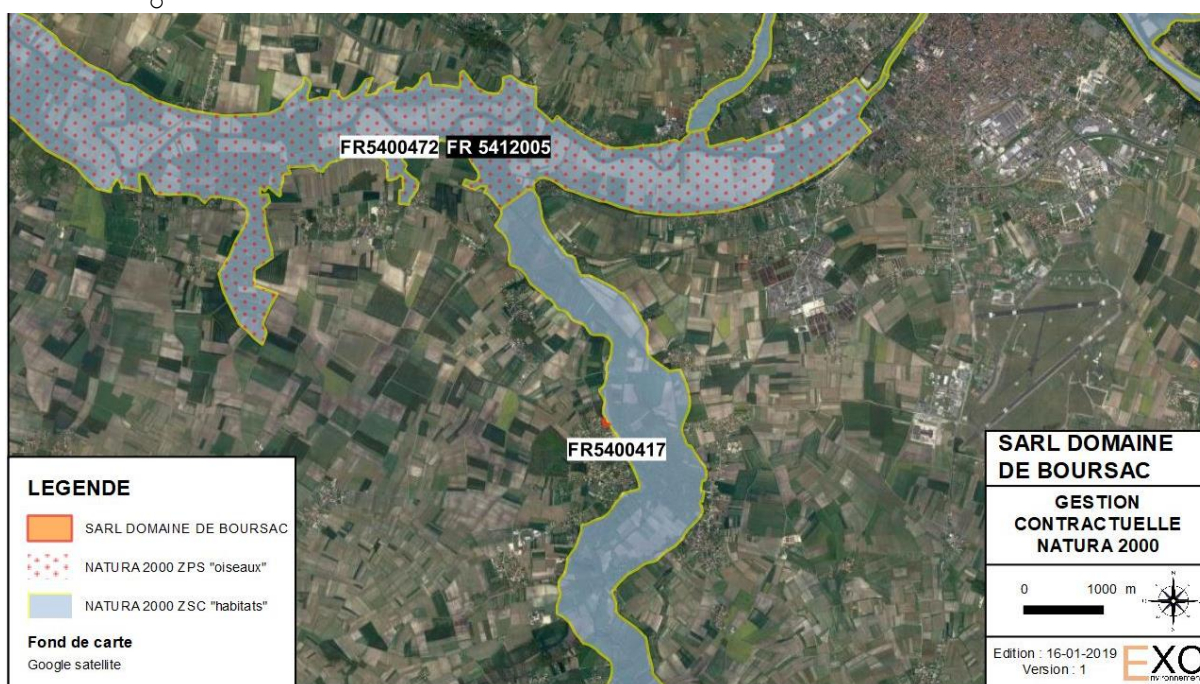 FR5400472 FR 5412005
FR5400417
LEGENDE
SARL DOMAINE DE BOURSAC
NATURA 2000 ZPS "oiseaux"
NATURA 2000 ZSC "habitats"
Fond de carte
Google satellite
SARL DOMAINE
DE BOURSAC
GESTION
CONTRACTUELLE
NATURA 2000
0 1000 m
N
Edition : 16-01-2019
Version : 1
EXC